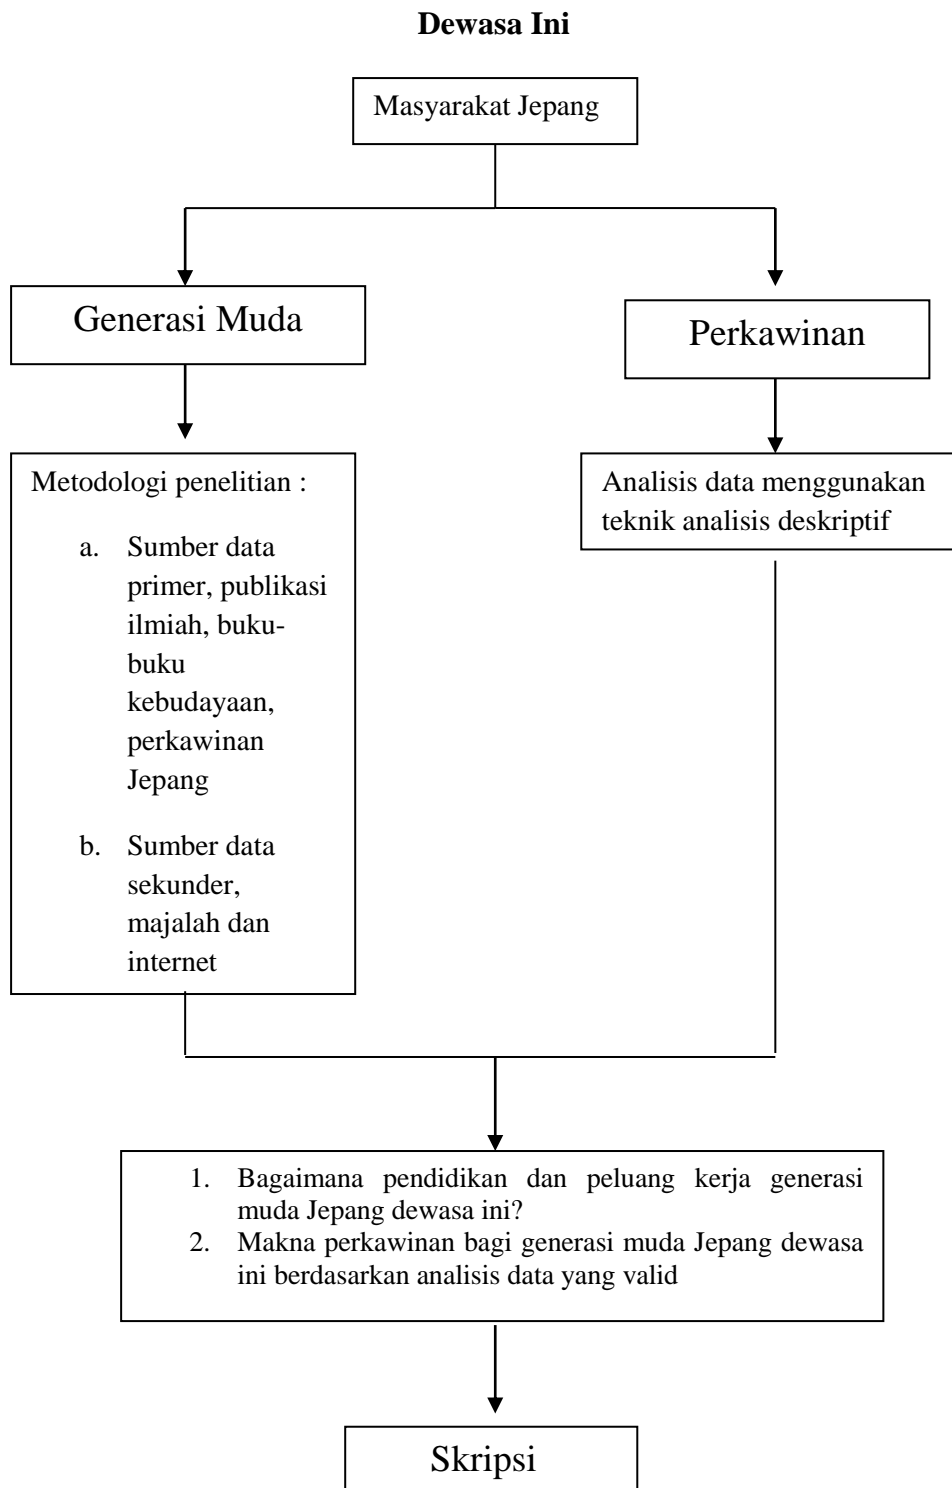 Dewasa Ini
Masyarakat Jepang
Generasi Muda
Perkawinan
Metodologi penelitian :
a. Sumber data
primer, publikasi
ilmiah, buku-
buku
kebudayaan,
perkawinan
Jepang
b. Sumber data
sekunder,
majalah dan
internet
Analisis data menggunakan
teknik analisis deskriptif
1. Bagaimana pendidikan dan peluang kerja generasi
muda Jepang dewasa ini?
2. Makna perkawinan bagi generasi muda Jepang dewasa
ini berdasarkan analisis data yang valid
Skripsi